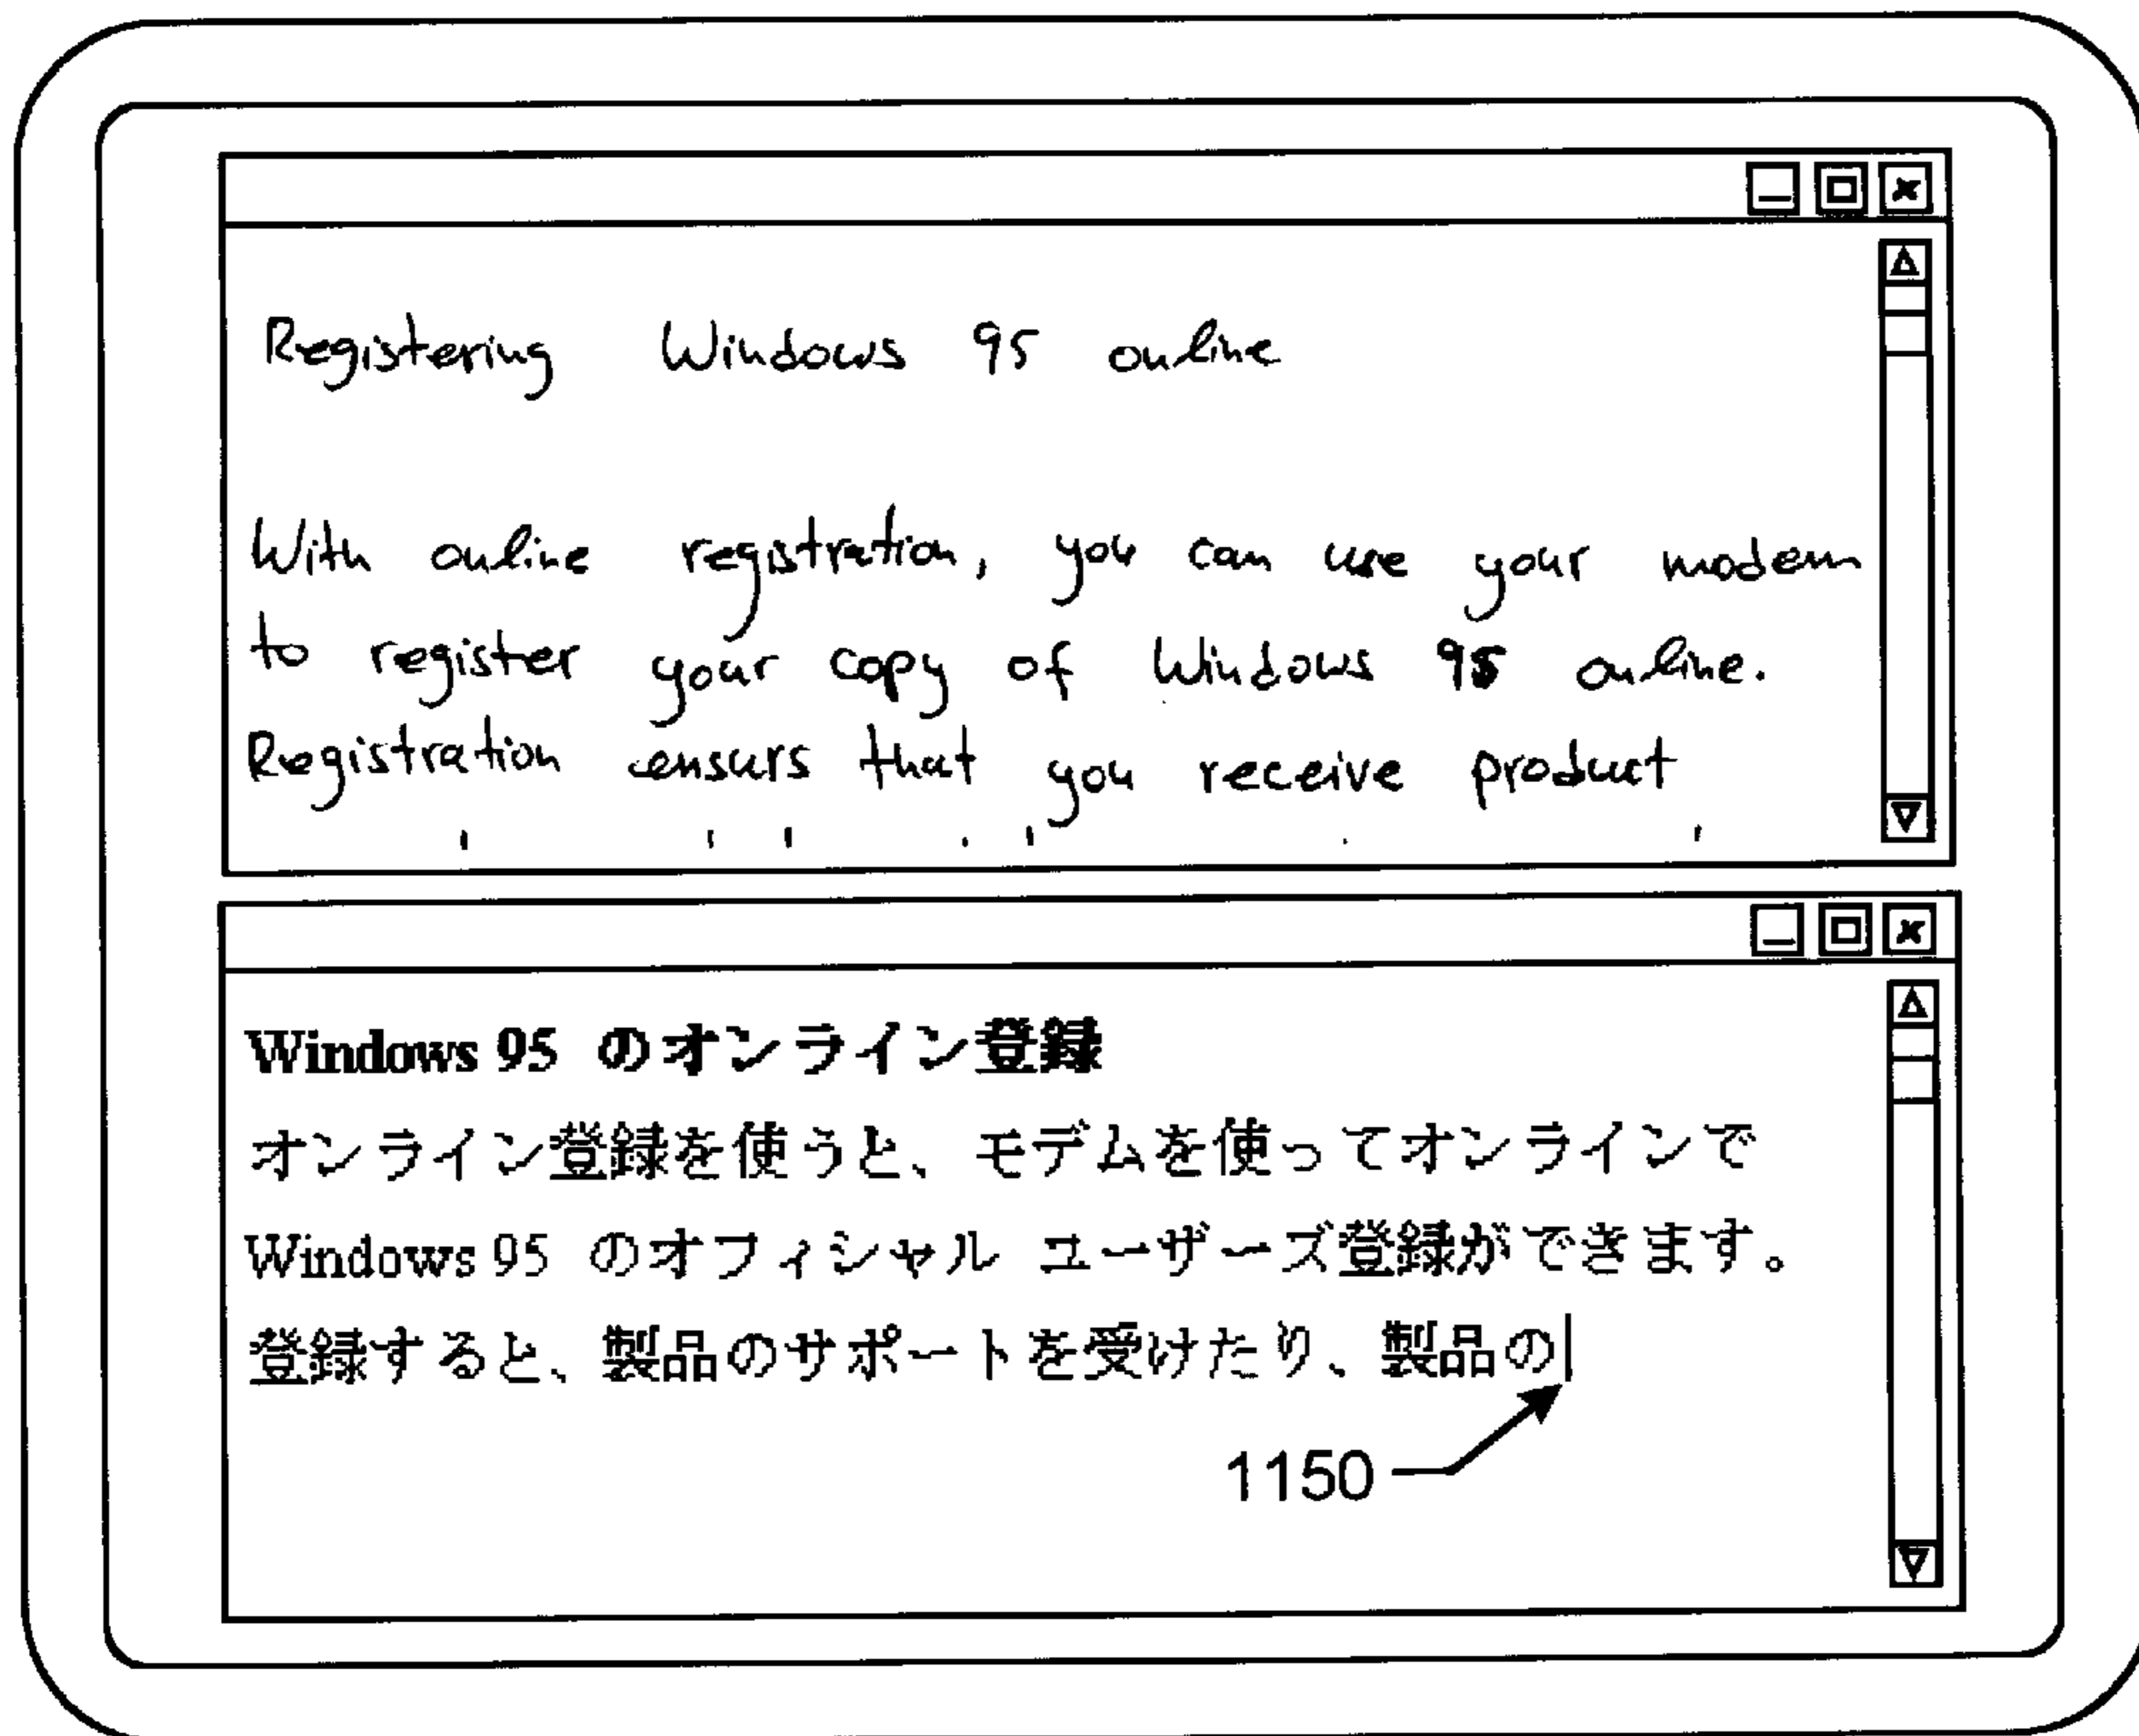 Registering Windows 95 online
With online registration, you can use your modem
to register your copy of Windows 95 online.
Registration ensurs that you receive product
Windows 95 のオンライン登録
オンライン登録を使うと、モデムを使ってオンラインで
Windows 95 のオフィシャル ユーザーズ登録ができます。
登録すると、製品のサポートを受けたり、製品の
1150